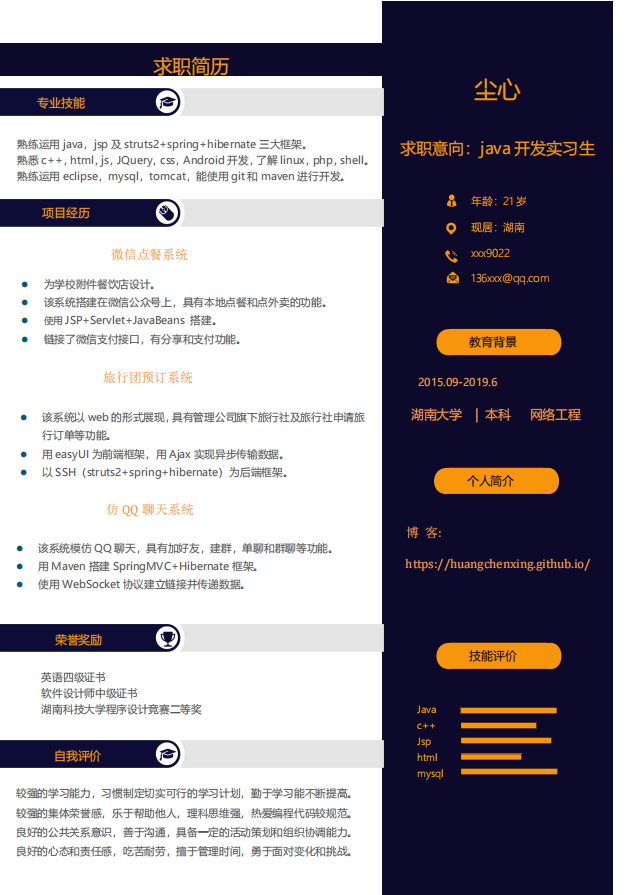 求职简历
专业技能
熟练运用 java，jsp 及 struts2+spring+hibernate 三大框架。
熟悉 c++, html, js, JQuery, css, Android 开发, 了解 linux, php, shell。
熟练运用 eclipse，mysql，tomcat，能使用 git 和 maven 进行开发。
项目经历
微信点餐系统
为学校附件餐饮店设计。
该系统搭建在微信公众号上，具有本地点餐和点外卖的功能。
使用 JSP+Servlet+JavaBeans 搭建。
链接了微信支付接口，有分享和支付功能。
旅行团预订系统
该系统以 web 的形式展现, 具有管理公司旗下旅行社及旅行社申请旅
行订单等功能。
用 easyUI 为前端框架，用 Ajax 实现异步传输数据。
以 SSH（struts2+spring+hibernate）为后端框架。
仿 QQ 聊天系统
该系统模仿 QQ 聊天，具有加好友，建群，单聊和群聊等功能。
用 Maven 搭建 SpringMVC+Hibernate 框架。
使用 WebSocket 协议建立链接并传递数据。
荣誉奖励
英语四级证书
软件设计师中级证书
湖南科技大学程序设计竞赛二等奖
自我评价
较强的学习能力，习惯制定切实可行的学习计划，勤于学习能不断提高。
较强的集体荣誉感，乐于帮助他人，理科思维强，热爱编程代码较规范。
良好的公共关系意识，善于沟通，具备一定的活动策划和组织协调能力。
良好的心态和责任感，吃苦耐劳，擅于管理时间，勇于面对变化和挑战。
尘心
求职意向：java 开发实习生
年龄：21 岁
现居：湖南
xxx9022
136xxx@qq.com
教育背景
2015.09-2019.6
湖南大学 | 本科 网络工程
个人简介
博 客:
https://huangchenxing.github.io/
技能评价
Java
c++
Jsp
html
mysql